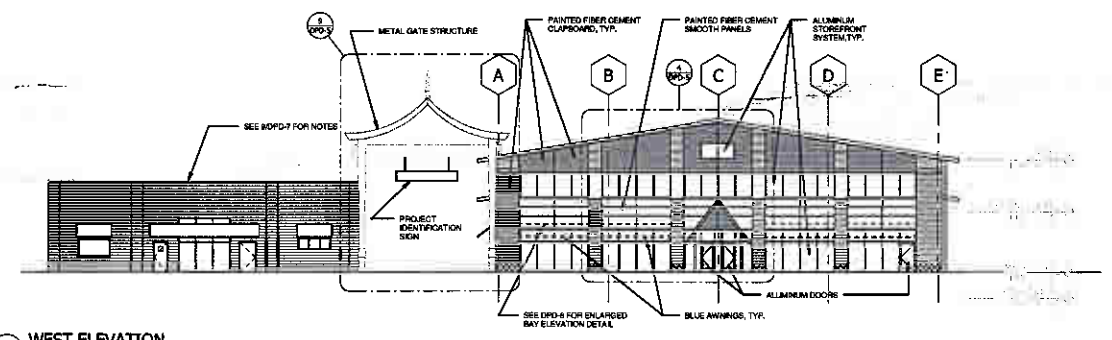 9
DPD-5
METAL GATE STRUCTURE
PAINTED FIBER CEMENT
CLAPBOARD, TYP.
PAINTED FIBER CEMENT
SMOOTH PANELS
ALUMINUM
STOREFRONT
SYSTEM, TYP.
A
B
4
DPD-5
C
D
E
SEE 9/DPD-7 FOR NOTES
PROJECT
IDENTIFICATION
SIGN
ALUMINUM DOORS
SEE DPD-6 FOR ENLARGED
BAY ELEVATION DETAIL
BLUE AWNINGS, TYP.
WEST ELEVATION